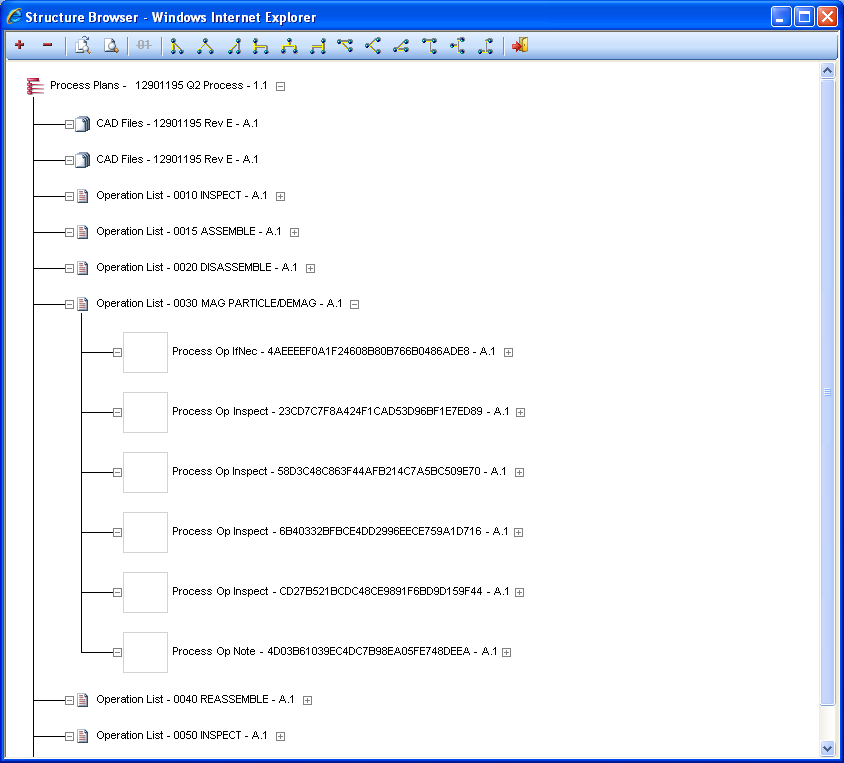 Structure Browser - Windows Internet Explorer
Process Plans - 12901195 Q2 Process - 1.1
CAD Files - 12901195 Rev E - A.1
CAD Files - 12901195 Rev E - A.1
Operation List - 0010 INSPECT - A.1
Operation List - 0015 ASSEMBLE - A.1
Operation List - 0020 DISASSEMBLE - A.1
Operation List - 0030 MAG PARTICLE/DEMAG - A.1
Process Op IfNec - 4AEEEEF0A1F24608B80B766B0486ADE8 - A.1
Process Op Inspect - 23CD7C7F8A424F1CAD53D96BF1E7ED89 - A.1
Process Op Inspect - 58D3C48C863F44AFB214C7A5BC509E70 - A.1
Process Op Inspect - 6B40332BFBCE4DD2996EECE759A1D716 - A.1
Process Op Inspect - CD27B521BCDC48CE9891F6BD9D159F44 - A.1
Process Op Note - 4D03B61039EC4DC7B98EA05FE748DEEA - A.1
Operation List - 0040 REASSEMBLE - A.1
Operation List - 0050 INSPECT - A.1